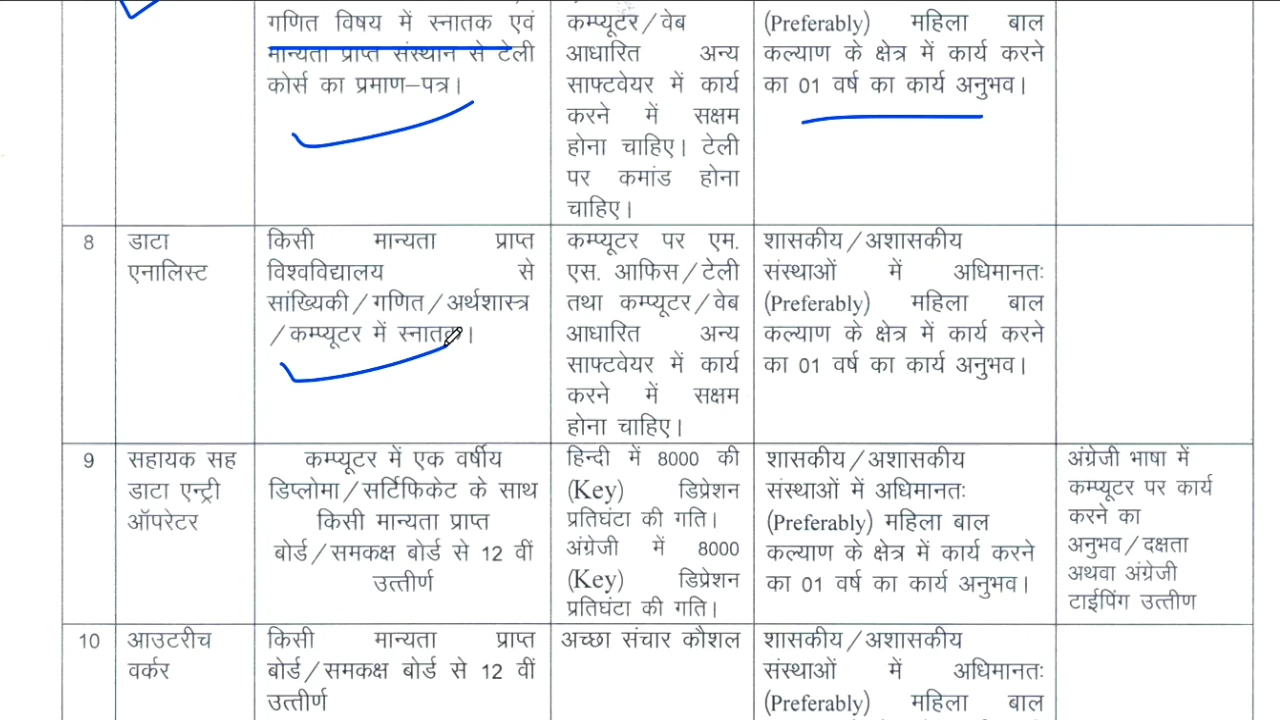 गणित विषय में स्नातक एवं
मान्यता प्राप्त संस्थान से टेली
कोर्स का प्रमाण–पत्र।
कम्प्यूटर/वेब
आधारित अन्य
साफ्टवेयर में कार्य
करने में सक्षम
होना चाहिए। टेली
पर कमांड होना
चाहिए।
(Preferably) महिला बाल
कल्याण के क्षेत्र में कार्य करने
का 01 वर्ष का कार्य अनुभव।
8
डाटा
एनालिस्ट
किसी मान्यता प्राप्त
विश्वविद्यालय से
सांख्यिकी/गणित/अर्थशास्त्र
/कम्प्यूटर में स्नातक।
कम्प्यूटर पर एम.
एस. आफिस/टेली
तथा कम्प्यूटर/वेब
आधारित अन्य
साफ्टवेयर में कार्य
करने में सक्षम
होना चाहिए।
शासकीय/अशासकीय
संस्थाओं में अधिमानतः
(Preferably) महिला बाल
कल्याण के क्षेत्र में कार्य करने
का 01 वर्ष का कार्य अनुभव।
9
सहायक सह
डाटा एन्ट्री
ऑपरेटर
कम्प्यूटर में एक वर्षीय
डिप्लोमा/सर्टिफिकेट के साथ
किसी मान्यता प्राप्त
बोर्ड/समकक्ष बोर्ड से 12 वीं
उत्तीर्ण
हिन्दी में 8000 की
(Key) डिप्रेशन
प्रतिघंटा की गति।
अंग्रेजी में 8000
(Key) डिप्रेशन
प्रतिघंटा की गति।
शासकीय/अशासकीय
संस्थाओं में अधिमानतः
(Preferably) महिला बाल
कल्याण के क्षेत्र में कार्य करने
का 01 वर्ष का कार्य अनुभव।
अंग्रेजी भाषा में
कम्प्यूटर पर कार्य
करने का
अनुभव/दक्षता
अथवा अंग्रेजी
टाईपिंग उत्तीण
10
आउटरीच
वर्कर
किसी मान्यता प्राप्त
बोर्ड/समकक्ष बोर्ड से 12 वीं
उत्तीर्ण
अच्छा संचार कौशल
शासकीय/अशासकीय
संस्थाओं में अधिमानतः
(Preferably) महिला बाल